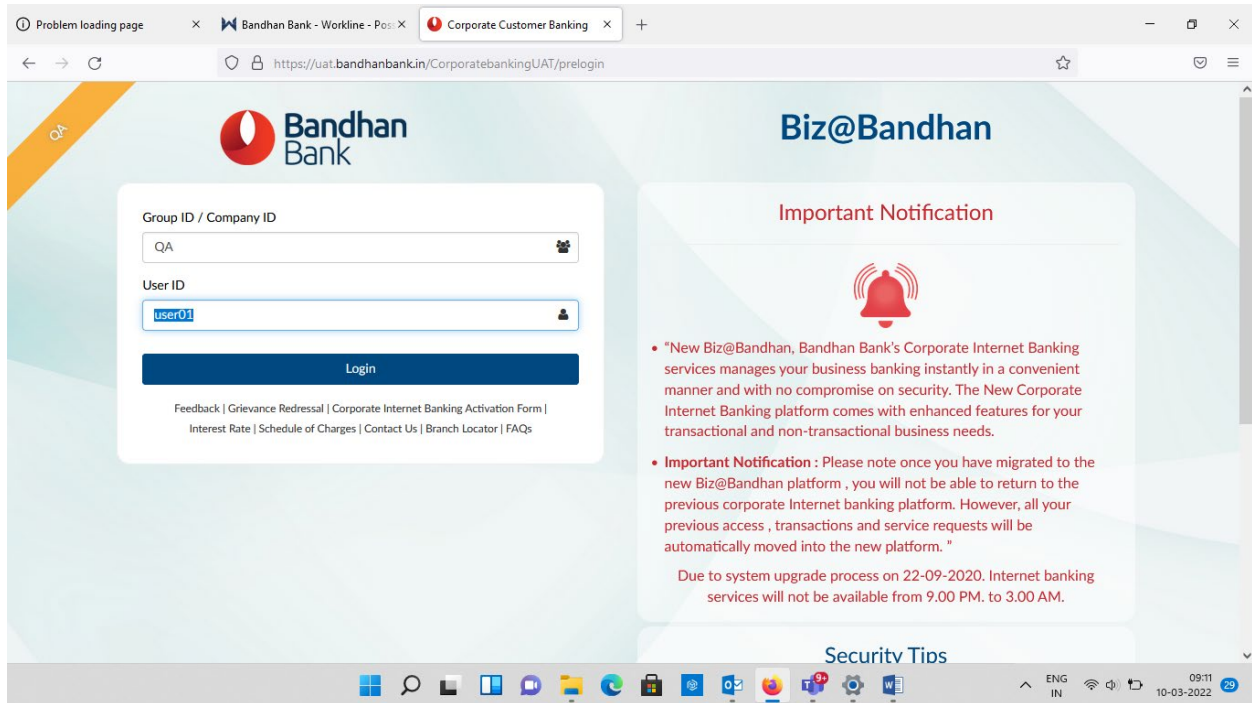 Problem loading page
Bandhan Bank - Workline - Pos
Corporate Customer Banking
https://uat.bandhanbank.in/CorporatebankingUAT/prelogin
QA
Bandhan
Bank
Biz@Bandhan
Group ID / Company ID
QA
User ID
user01
Login
Feedback | Grievance Redressal | Corporate Internet Banking Activation Form |
Interest Rate | Schedule of Charges | Contact Us | Branch Locator | FAQs
Important Notification
• “New Biz@Bandhan, Bandhan Bank's Corporate Internet Banking
services manages your business banking instantly in a convenient
manner and with no compromise on security. The New Corporate
Internet Banking platform comes with enhanced features for your
transactional and non-transactional business needs.
• Important Notification : Please note once you have migrated to the
new Biz@Bandhan platform , you will not be able to return to the
previous corporate Internet banking platform. However, all your
previous access , transactions and service requests will be
automatically moved into the new platform. ”
Due to system upgrade process on 22-09-2020. Internet banking
services will not be available from 9.00 PM. to 3.00 AM.
Security Tips
9+
ENG
IN
09:11
10-03-2022
29